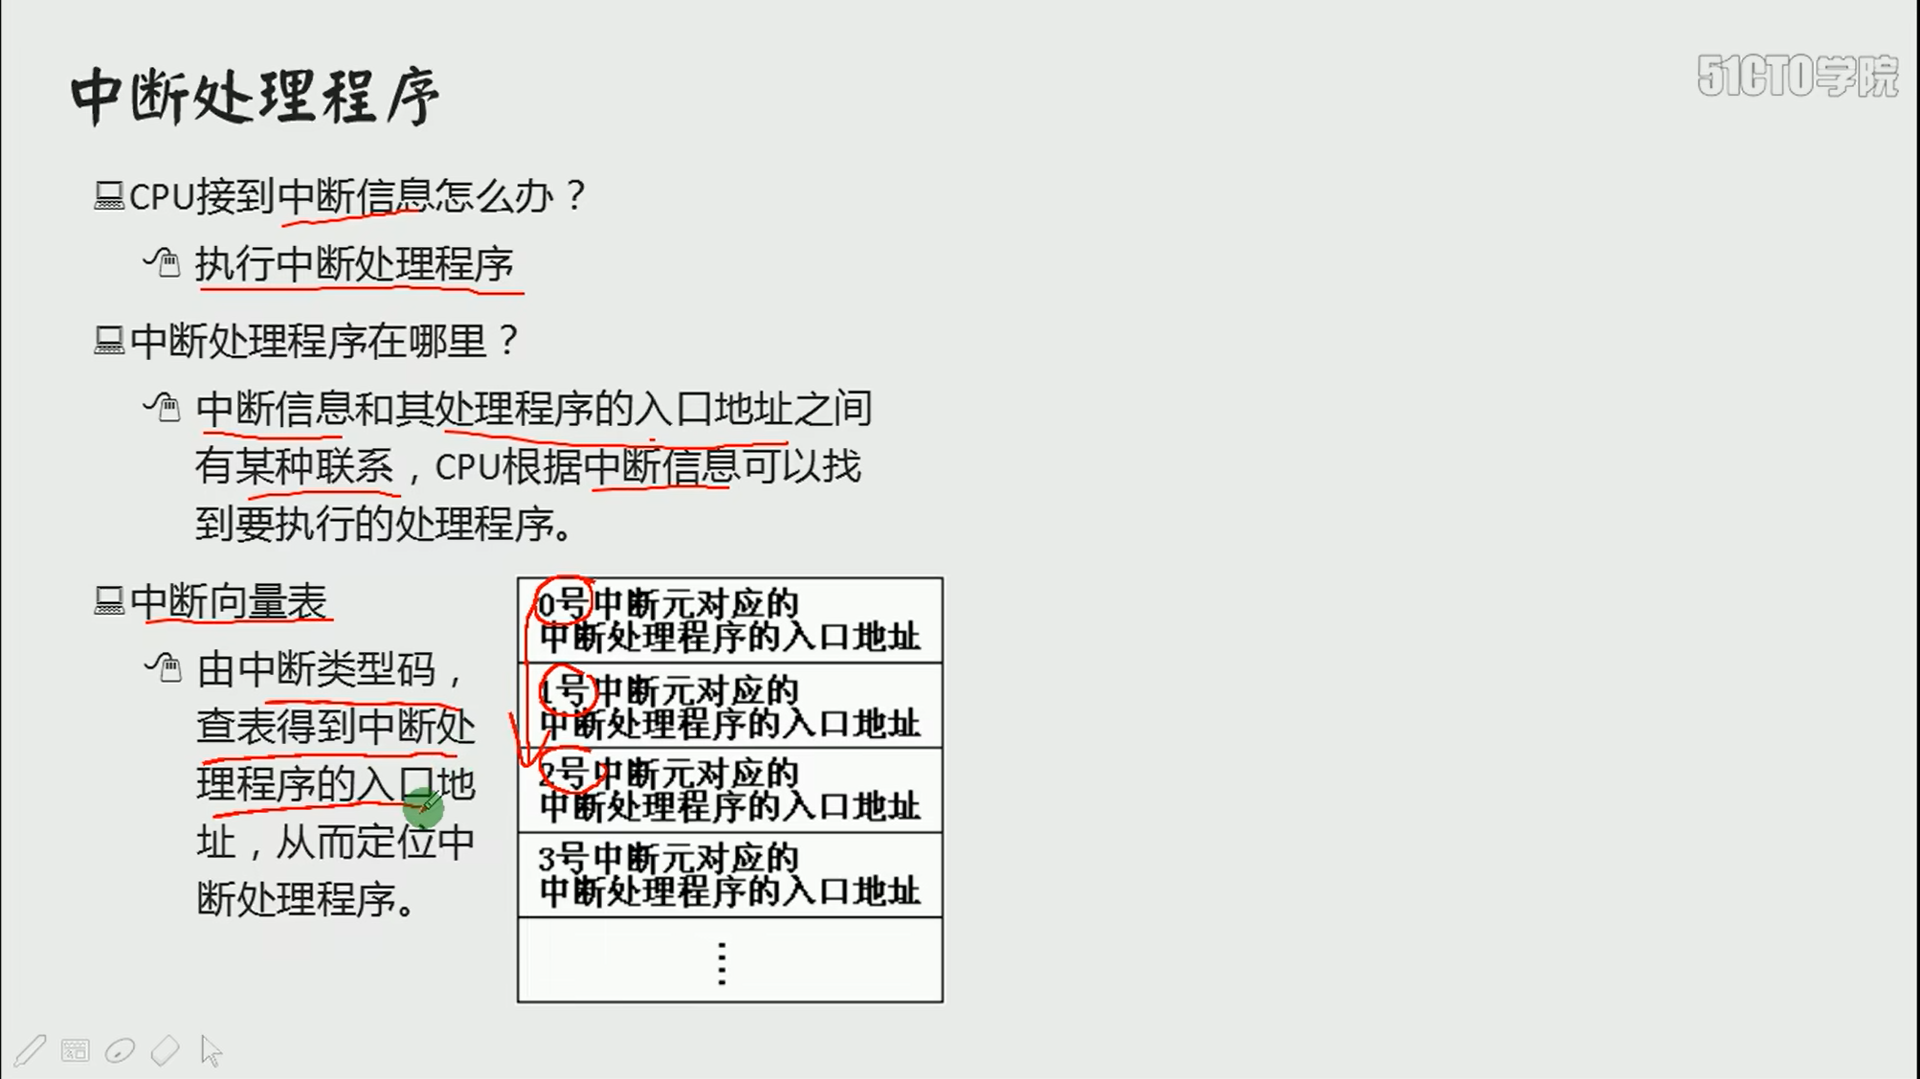 中断处理程序
51CTO学院
CPU接到中断信息怎么办？
执行中断处理程序
中断处理程序在哪里？
中断信息和其处理程序的入口地址之间
有某种联系，CPU根据中断信息可以找
到要执行的处理程序。
中断向量表
由中断类型码，
查表得到中断处
理程序的入口地
址，从而定位中
断处理程序。
0号中断元对应的
中断处理程序的入口地址
1号中断元对应的
中断处理程序的入口地址
2号中断元对应的
中断处理程序的入口地址
3号中断元对应的
中断处理程序的入口地址
⋮